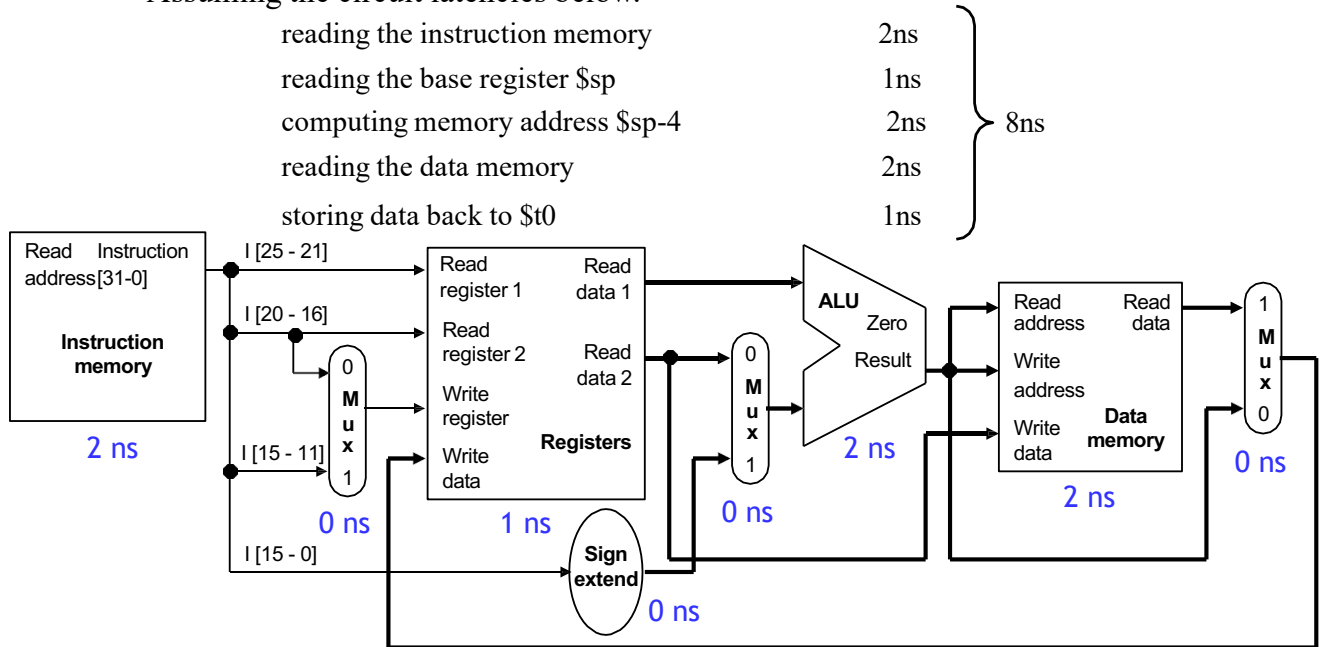 Assuming the circuit latencies below:
reading the instruction memory 2ns
reading the base register $sp 1ns
computing memory address $sp-4 2ns
8ns
reading the data memory 2ns
storing data back to $t0 1ns
Read Instruction
address[31-0]
Instruction
memory
2 ns
I [25 - 21]
I [20 - 16]
I [15 - 11]
I [15 - 0]
0
M
u
x
1
0 ns
Read
register 1
Read
data 1
Read
register 2
Read
data 2
Write
register
Write
data
Registers
1 ns
Sign
extend
0 ns
0
M
u
x
1
0 ns
ALU
Zero
Result
2 ns
Read
address
Read
data
Write
address
Write
data
Data
memory
2 ns
1
M
u
x
0
0 ns